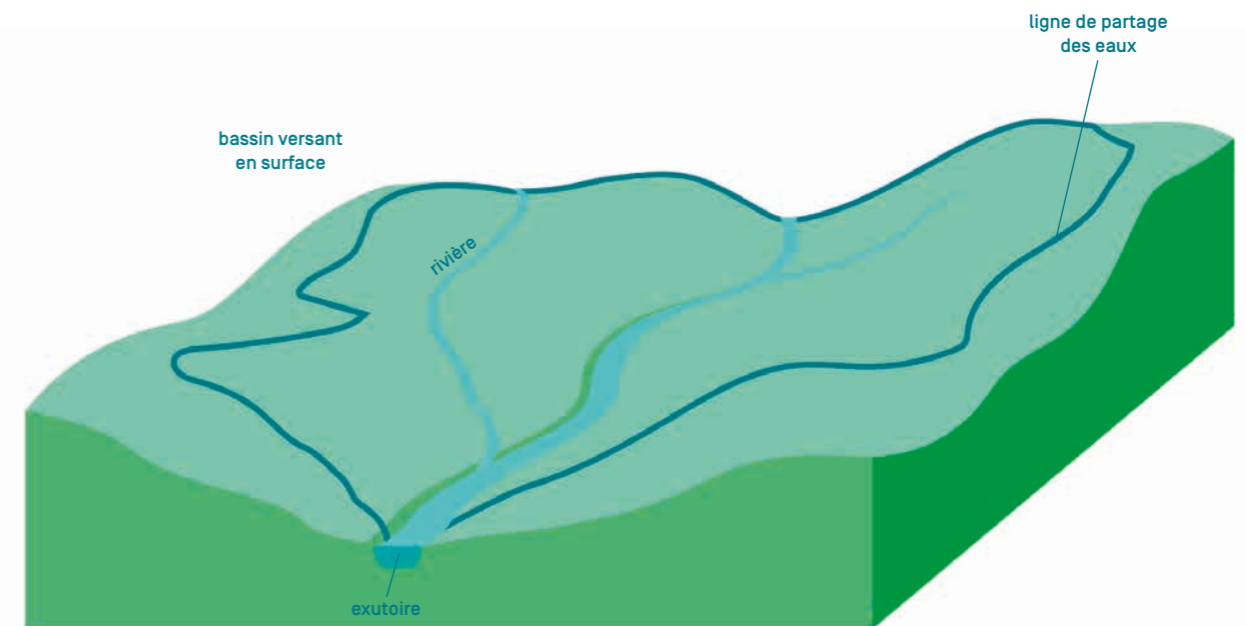 ligne de partage
des eaux
bassin versant
en surface
rivière
exutoire